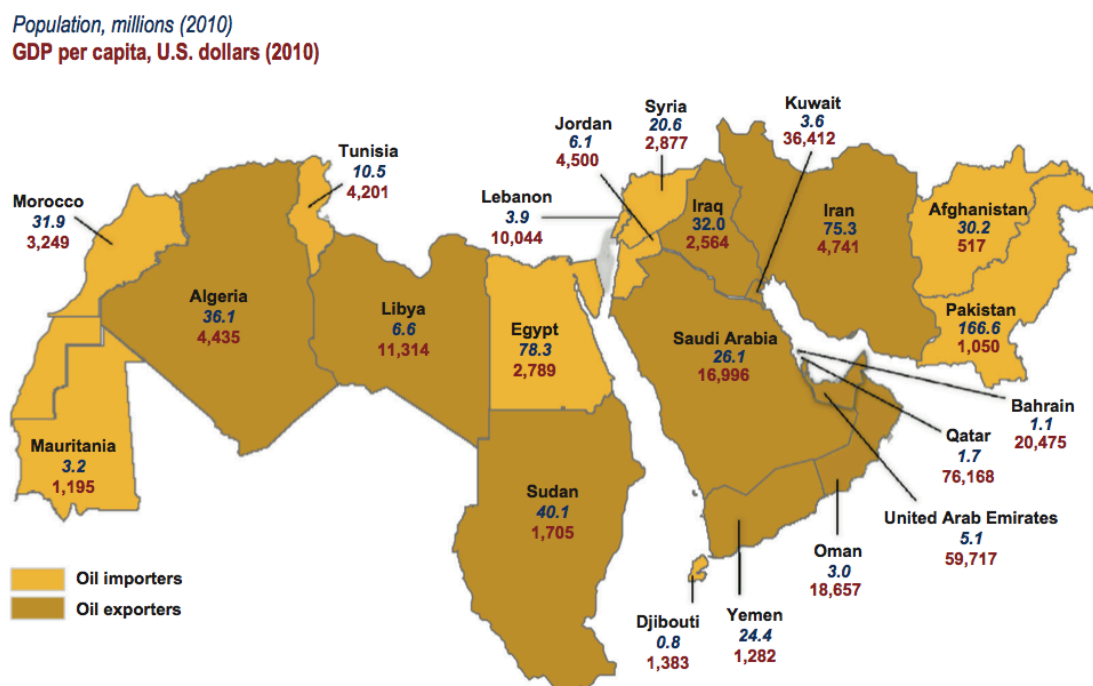 Population, millions (2010)
GDP per capita, U.S. dollars (2010)
Morocco
31.9
3,249
Tunisia
10.5
4,201
Algeria
36.1
4,435
Libya
6.6
11,314
Egypt
78.3
2,789
Mauritania
3.2
1,195
Sudan
40.1
1,705
Lebanon
3.9
10,044
Jordan
6.1
4,500
Syria
20.6
2,877
Iraq
32.0
2,564
Kuwait
3.6
36,412
Iran
75.3
4,741
Afghanistan
30.2
517
Pakistan
166.6
1,050
Saudi Arabia
26.1
16,996
Bahrain
1.1
20,475
Qatar
1.7
76,168
United Arab Emirates
5.1
59,717
Oman
3.0
18,657
Yemen
24.4
1,282
Djibouti
0.8
1,383
Oil importers
Oil exporters